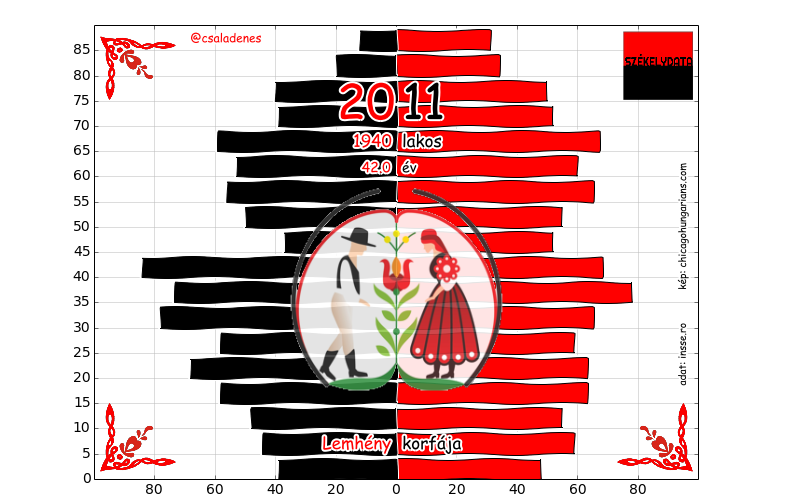 @csaladenes
SZÉKELYDATA
2011
1940 lakos
42,0 év
kép: chicagohungarians.com
adat: insse.ro
Lemhény korfája
85
80
75
70
65
60
55
50
45
40
35
30
25
20
15
10
5
0
80 60 40 20 0 20 40 60 80